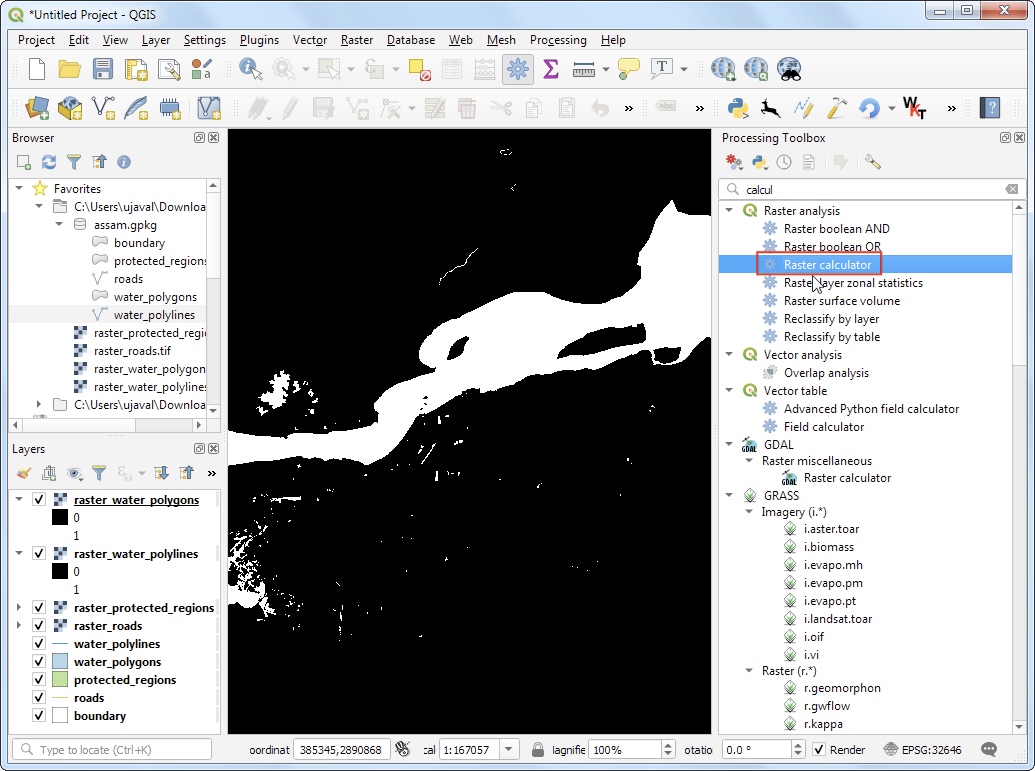 *Untitled Project - QGIS
Project Edit View Layer Settings Plugins Vector Raster Database Web Mesh Processing Help
T
abc
WKT
?
Browser
Favorites
C:\Users\ujaval\Downloa
assam.gpkg
boundary
protected_regions
roads
water_polygons
water_polylines
raster_protected_regi
raster_roads.tif
raster_water_polygon
raster_water_polylines
C:\Users\ujaval\Downloa
Layers
raster_water_polygons
0
1
raster_water_polylines
0
1
raster_protected_regions
raster_roads
water_polylines
water_polygons
protected_regions
roads
boundary
Processing Toolbox
calcul
Raster analysis
Raster boolean AND
Raster boolean OR
Raster calculator
Raster layer zonal statistics
Raster surface volume
Reclassify by layer
Reclassify by table
Vector analysis
Overlap analysis
Vector table
Advanced Python field calculator
Field calculator
GDAL GDAL
Raster miscellaneous
GDAL Raster calculator
GRASS
Imagery (i.*)
i.aster.toar
i.biomass
i.evapo.mh
i.evapo.pm
i.evapo.pt
i.landsat.toar
i.oif
i.vi
Raster (r.*)
r.geomorphon
r.gwflow
r.kappa
Type to locate (Ctrl+K) oordinat 385345,2890868 cal 1:167057 lagnifie 100% otatio 0.0 ° Render EPSG:32646